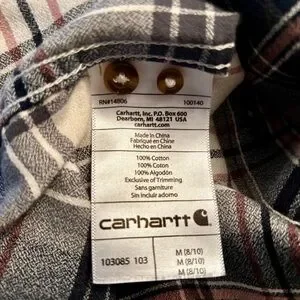 RN#14806 100140
Carhartt, Inc. P.O. Box 600
Dearborn, MI 48121 USA
carhartt.com
Made in China
Fabriqué en Chine
Hecho en China
100% Cotton
100% Coton
100% Algodón
Exclusive of Trimming
Sans garniture
Sin incluir adorno
carhartt
103085 103 M (8/10)
M (8/10)
M (8/10)